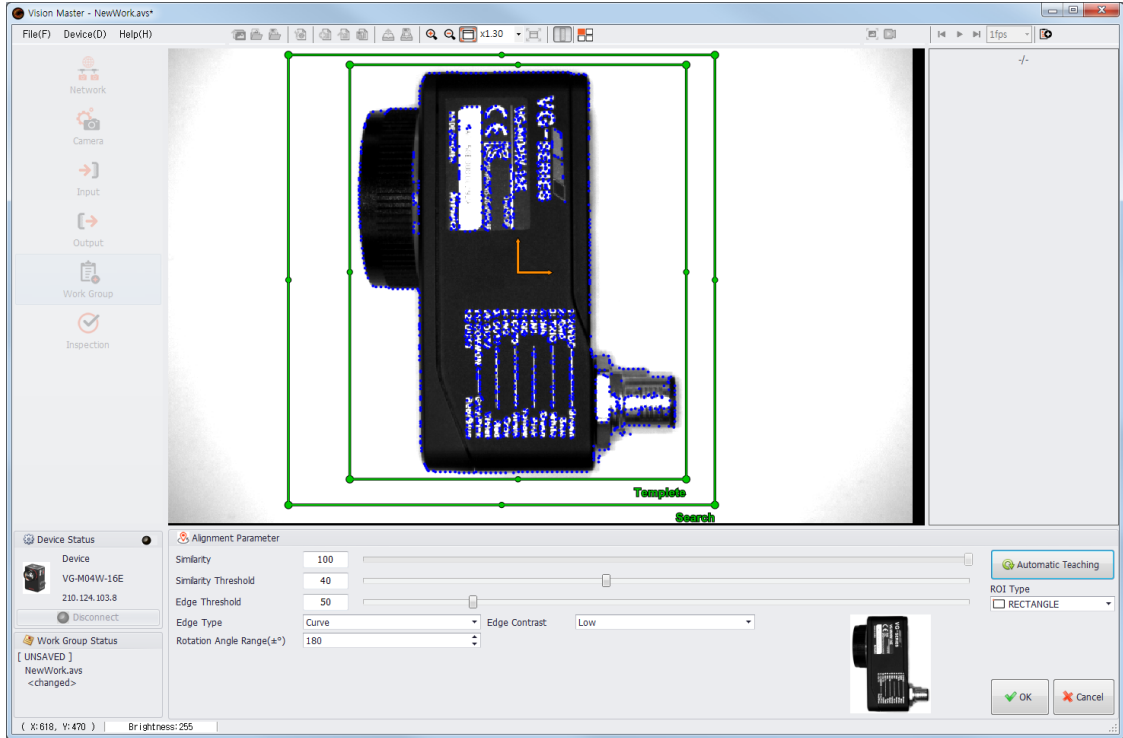 Vision Master - NewWork.avs*
File(F) Device(D) Help(H)
x1.30
1fps
-/-
Network
Camera
Input
Output
Work Group
Inspection
VG-
CE
Templete
Search
Device Status
Device
VG-M04W-16E
210.124.103.8
Disconnect
Work Group Status
[ UNSAVED ]
NewWork.avs
<changed>
Alignment Parameter
Similarity 100
Similarity Threshold 40
Edge Threshold 50
Edge Type Curve Edge Contrast Low
Rotation Angle Range(±º) 180
Automatic Teaching
ROI Type
RECTANGLE
OK Cancel
( X:618, Y:470 ) Brightness:255